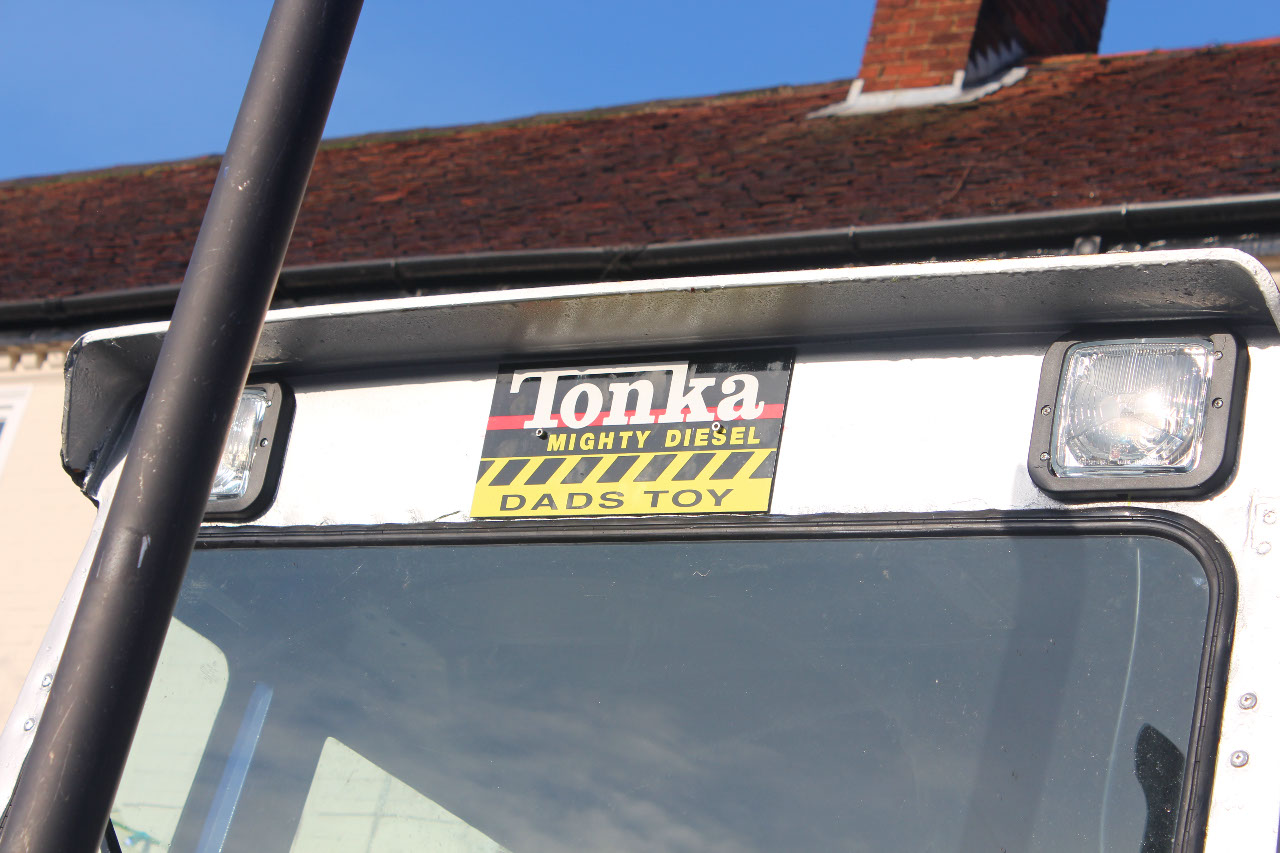 Tonka
MIGHTY DIESEL
DADS TOY